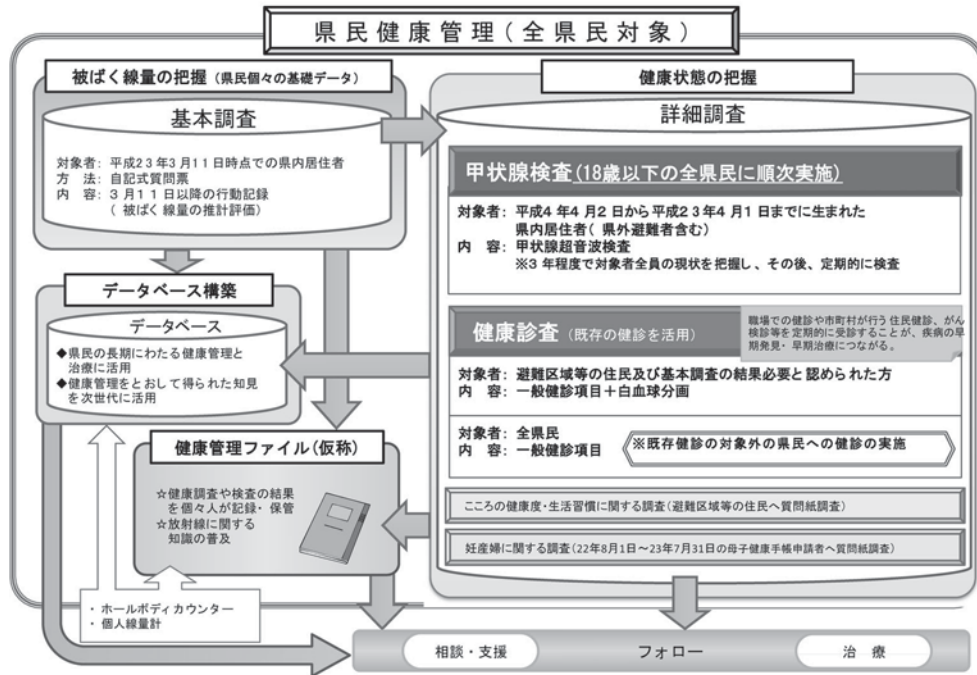 県民健康管理(全県民対象)
被ばく線量の把握(県民個々の基礎データ)
基本調査
対象者: 平成23年3月11日時点での県内居住者
方 法: 自記式質問票
内 容: 3月11日以降の行動記録
(被ばく線量の推計評価)
データベース構築
データベース
◆県民の長期にわたる健康管理と
治療に活用
◆健康管理をとおして得られた知見
を次世代に活用
健康管理ファイル(仮称)
☆健康調査や検査の結果
を個々人が記録・保管
☆放射線に関する
知識の普及
・ホールボディカウンター
・個人線量計
健康状態の把握
詳細調査
甲状腺検査(18歳以下の全県民に順次実施)
対象者: 平成4年4月2日から平成23年4月1日までに生まれた
県内居住者(県外避難者含む)
内 容: 甲状腺超音波検査
※3年程度で対象者全員の現状を把握し、その後、定期的に検査
健康診査(既存の健診を活用)
職場での健診や市町村が行う住民健診、がん
検診等を定期的に受診することが、疾病の早
期発見・早期治療につながる。
対象者: 避難区域等の住民及び基本調査の結果必要と認められた方
内 容: 一般健診項目+白血球分画
対象者: 全県民
内 容: 一般健診項目
※既存健診の対象外の県民への健診の実施
こころの健康度・生活習慣に関する調査(避難区域等の住民へ質問紙調査)
妊産婦に関する調査(22年8月1日~23年7月31日の母子健康手帳申請者へ質問紙調査)
相談・支援
フォロー
治 療